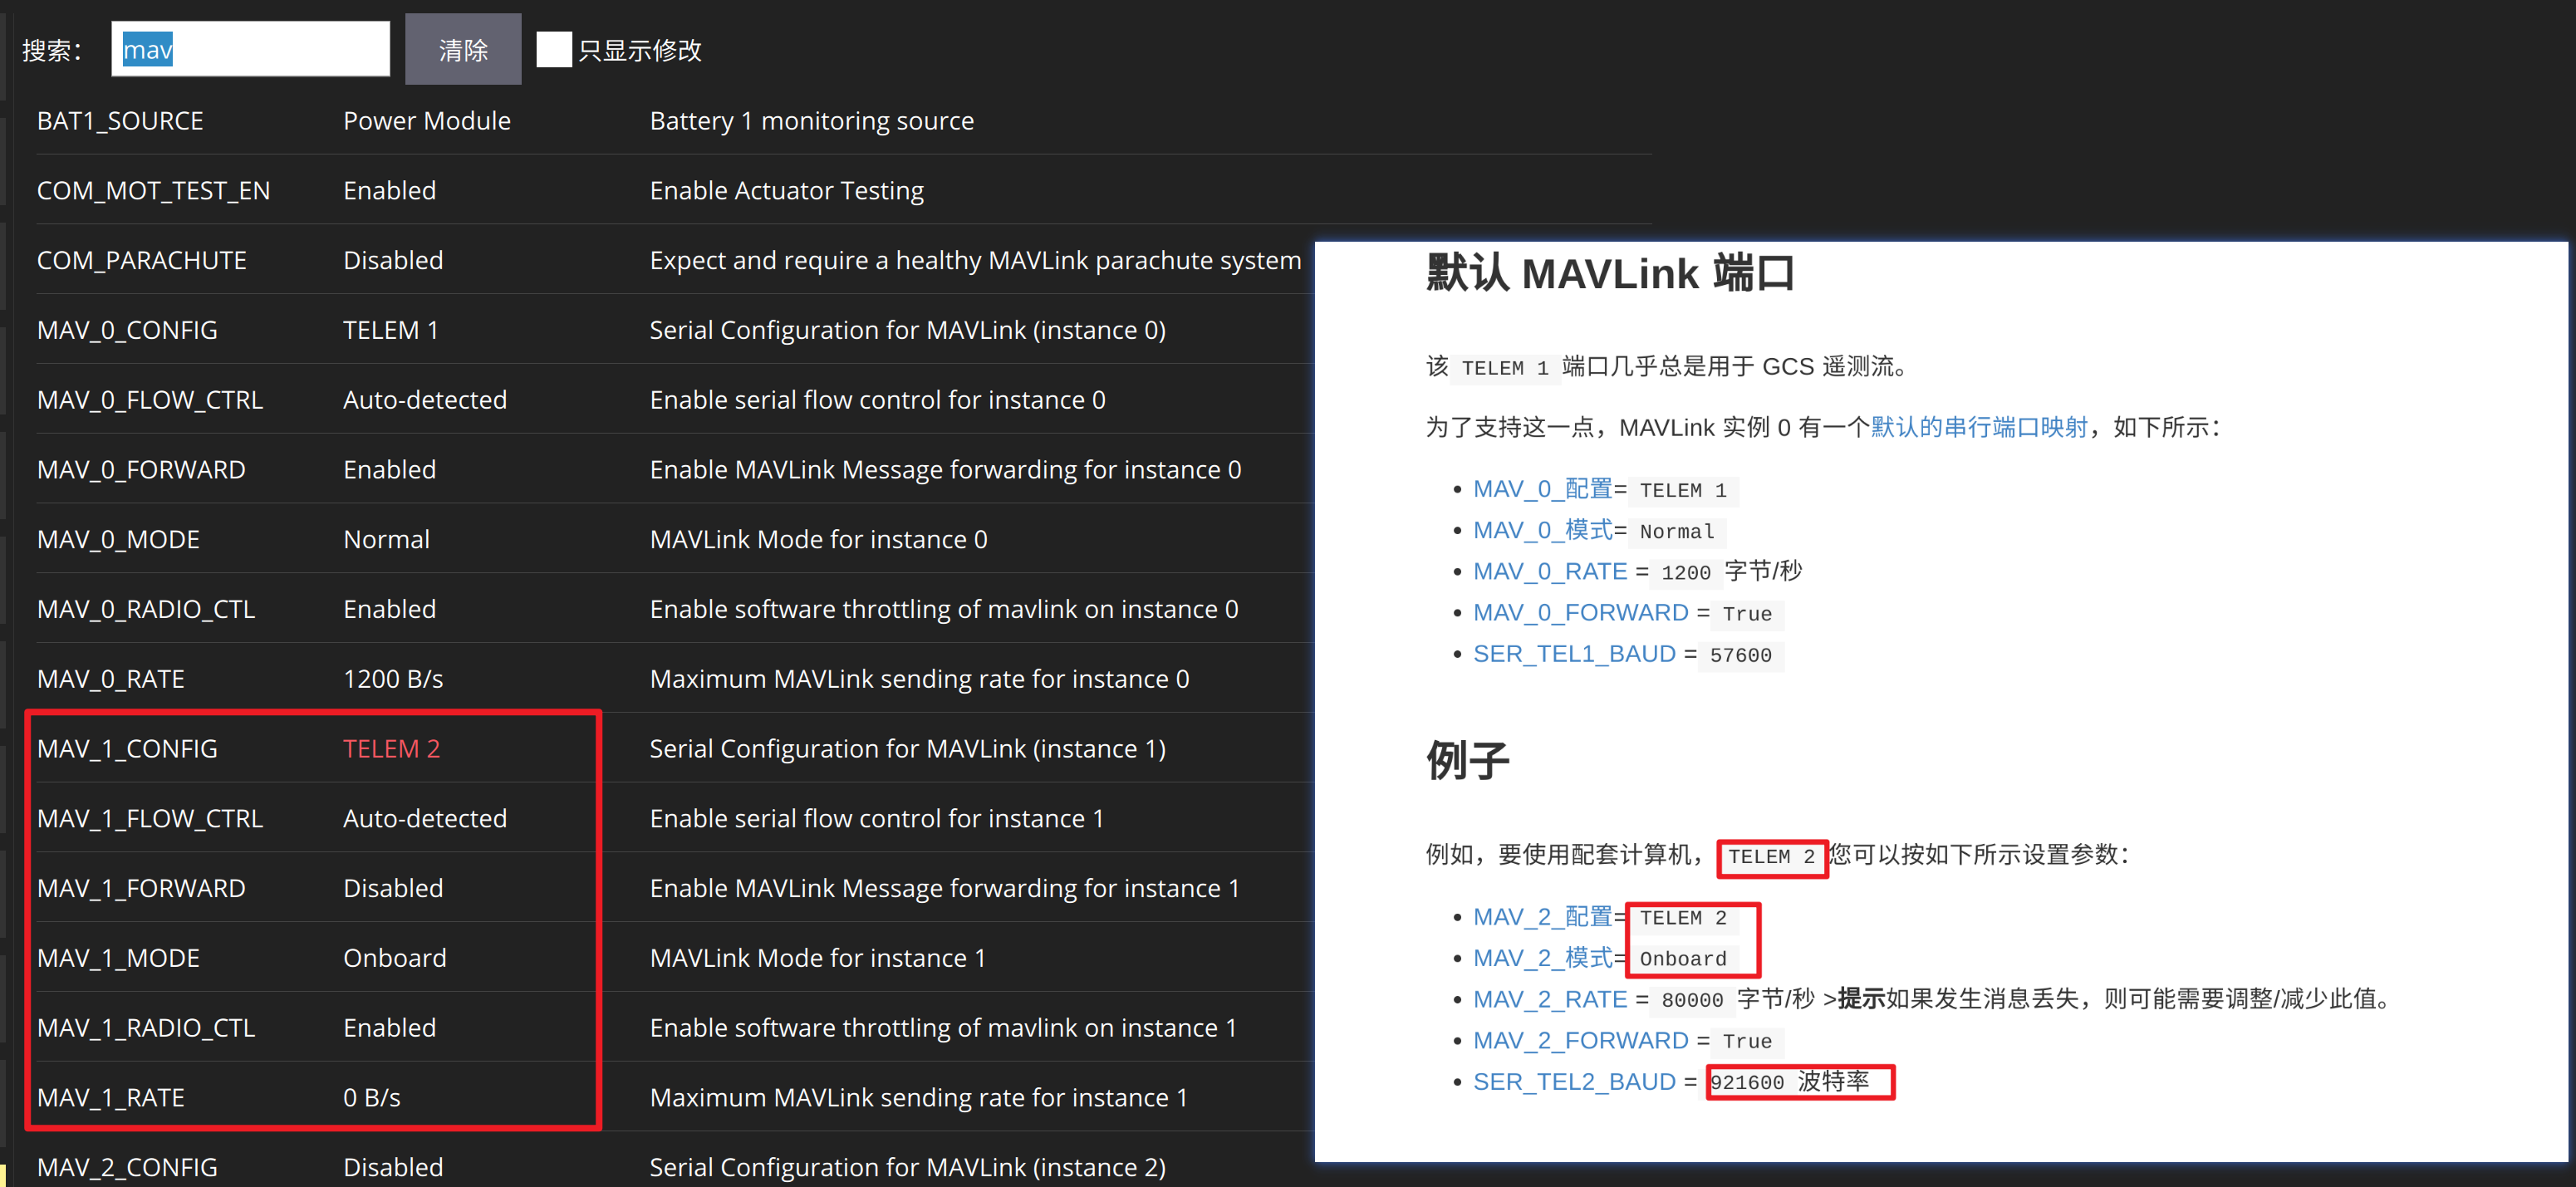 搜索： mav 清除 只显示修改
BAT1_SOURCE Power Module Battery 1 monitoring source
COM_MOT_TEST_EN Enabled Enable Actuator Testing
COM_PARACHUTE Disabled Expect and require a healthy MAVLink parachute system
MAV_0_CONFIG TELEM 1 Serial Configuration for MAVLink (instance 0)
MAV_0_FLOW_CTRL Auto-detected Enable serial flow control for instance 0
MAV_0_FORWARD Enabled Enable MAVLink Message forwarding for instance 0
MAV_0_MODE Normal MAVLink Mode for instance 0
MAV_0_RADIO_CTL Enabled Enable software throttling of mavlink on instance 0
MAV_0_RATE 1200 B/s Maximum MAVLink sending rate for instance 0
MAV_1_CONFIG TELEM 2 Serial Configuration for MAVLink (instance 1)
MAV_1_FLOW_CTRL Auto-detected Enable serial flow control for instance 1
MAV_1_FORWARD Disabled Enable MAVLink Message forwarding for instance 1
MAV_1_MODE Onboard MAVLink Mode for instance 1
MAV_1_RADIO_CTL Enabled Enable software throttling of mavlink on instance 1
MAV_1_RATE 0 B/s Maximum MAVLink sending rate for instance 1
MAV_2_CONFIG Disabled Serial Configuration for MAVLink (instance 2)
默认 MAVLink 端口
该 TELEM 1 端口几乎总是用于 GCS 遥测流。
为了支持这一点，MAVLink 实例 0 有一个默认的串行端口映射，如下所示：
• MAV_0_配置= TELEM 1
• MAV_0_模式= Normal
• MAV_0_RATE = 1200 字节/秒
• MAV_0_FORWARD = True
• SER_TEL1_BAUD = 57600
例子
例如，要使用配套计算机， TELEM 2 您可以按如下所示设置参数：
• MAV_2_配置= TELEM 2
• MAV_2_模式= Onboard
• MAV_2_RATE = 80000 字节/秒 >提示如果发生消息丢失，则可能需要调整/减少此值。
• MAV_2_FORWARD = True
• SER_TEL2_BAUD = 921600 波特率